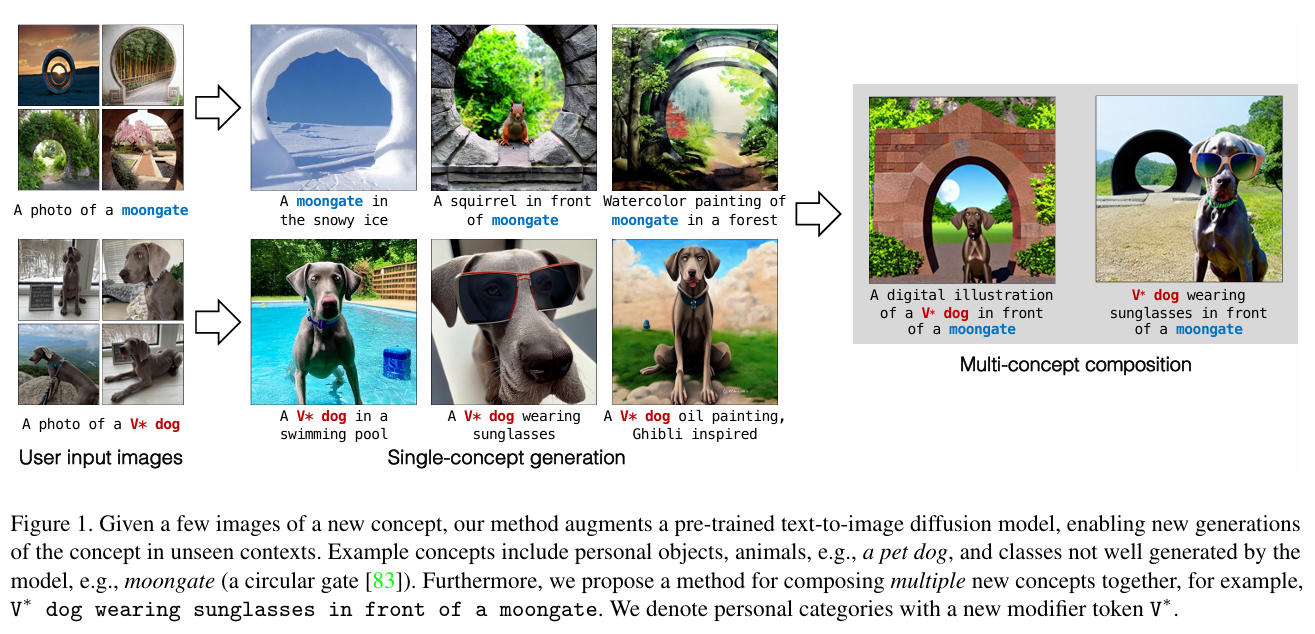 A photo of a moongate
A moongate in
the snowy ice
A squirrel in front
of moongate
Watercolor painting of
moongate in a forest
A photo of a V* dog
A V* dog in a
swimming pool
A V* dog wearing
sunglasses
A V* dog oil painting,
Ghibli inspired
A digital illustration
of a V* dog in front
of a moongate
V* dog wearing
sunglasses in front
of a moongate
User input images
Single-concept generation
Multi-concept composition
Figure 1. Given a few images of a new concept, our method augments a pre-trained text-to-image diffusion model, enabling new generations
of the concept in unseen contexts. Example concepts include personal objects, animals, e.g., a pet dog, and classes not well generated by the
model, e.g., moongate (a circular gate [83]). Furthermore, we propose a method for composing multiple new concepts together, for example,
V* dog wearing sunglasses in front of a moongate. We denote personal categories with a new modifier token V*.